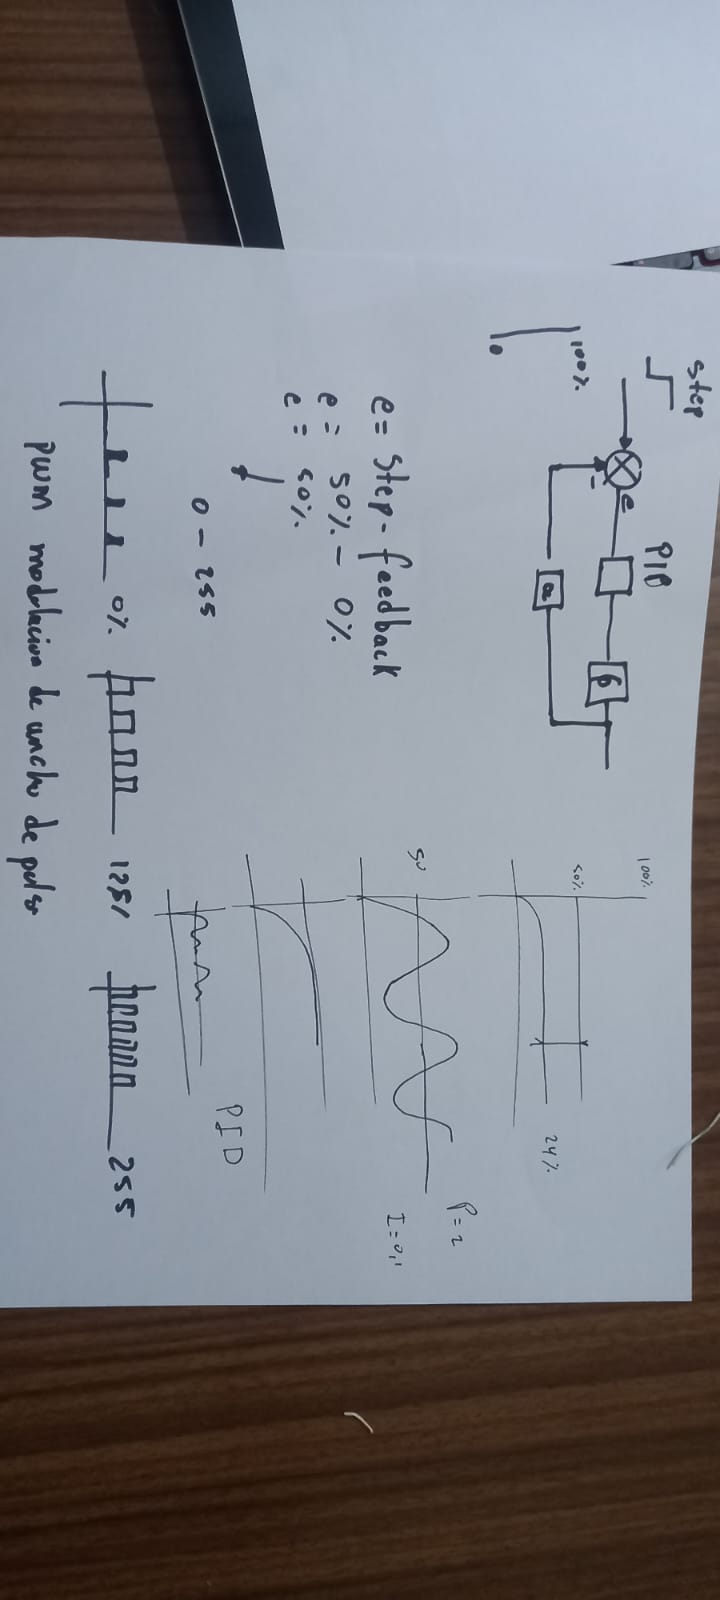 step
PID
e
-
G
a
100%
0
e = Step - feedback
e = 50% - 0%
e = 50%
0 - 255
0%
125
255
PWM modulacion de ancho de pulso
100%
50%
24%
50
P = 2
I = 0,1
PID